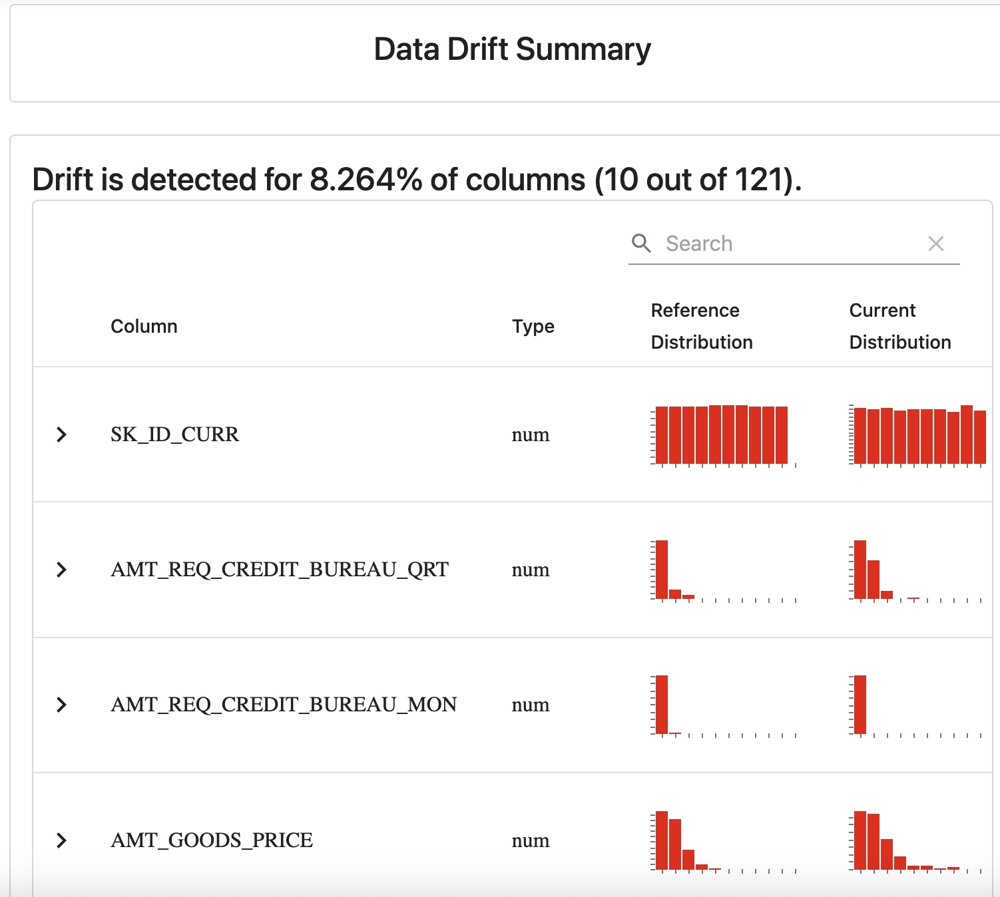 Data Drift Summary
Drift is detected for 8.264% of columns (10 out of 121).
Search
Column Type Reference Distribution Current Distribution
SK_ID_CURR num
AMT_REQ_CREDIT_BUREAU_QRT num
AMT_REQ_CREDIT_BUREAU_MON num
AMT_GOODS_PRICE num